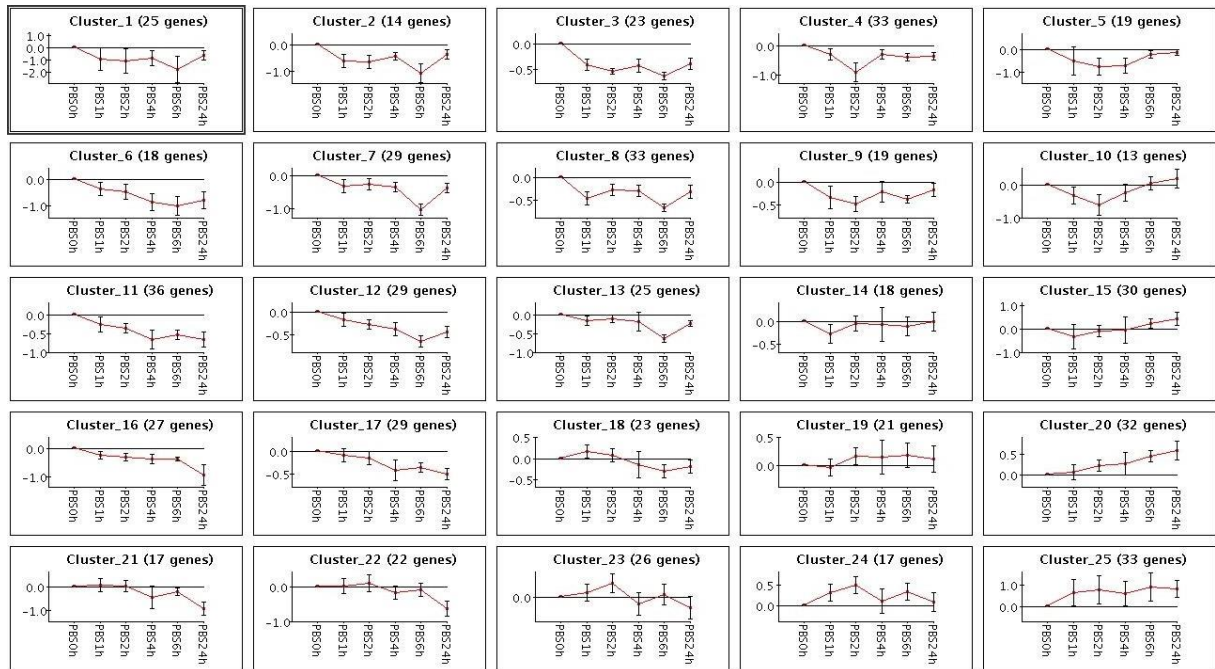 Cluster_1 (25 genes)
1.0
0.0
-1.0
-2.0
PBS0h
PBS1h
PBS2h
PBS4h
PBS6h
PBS24h
Cluster_2 (14 genes)
0.0
-1.0
PBS0h
PBS1h
PBS2h
PBS4h
PBS6h
PBS24h
Cluster_3 (23 genes)
0.0
-0.5
PBS0h
PBS1h
PBS2h
PBS4h
PBS6h
PBS24h
Cluster_4 (33 genes)
0.0
-1.0
PBS0h
PBS1h
PBS2h
PBS4h
PBS6h
PBS24h
Cluster_5 (19 genes)
0.0
-1.0
PBS0h
PBS1h
PBS2h
PBS4h
PBS6h
PBS24h
Cluster_6 (18 genes)
0.0
-1.0
PBS0h
PBS1h
PBS2h
PBS4h
PBS6h
PBS24h
Cluster_7 (29 genes)
0.0
-1.0
PBS0h
PBS1h
PBS2h
PBS4h
PBS6h
PBS24h
Cluster_8 (33 genes)
0.0
-0.5
PBS0h
PBS1h
PBS2h
PBS4h
PBS6h
PBS24h
Cluster_9 (19 genes)
0.0
-0.5
PBS0h
PBS1h
PBS2h
PBS4h
PBS6h
PBS24h
Cluster_10 (13 genes)
0.0
-1.0
PBS0h
PBS1h
PBS2h
PBS4h
PBS6h
PBS24h
Cluster_11 (36 genes)
0.0
-0.5
-1.0
PBS0h
PBS1h
PBS2h
PBS4h
PBS6h
PBS24h
Cluster_12 (29 genes)
0.0
-0.5
PBS0h
PBS1h
PBS2h
PBS4h
PBS6h
PBS24h
Cluster_13 (25 genes)
0.0
-0.5
-1.0
PBS0h
PBS1h
PBS2h
PBS4h
PBS6h
PBS24h
Cluster_14 (18 genes)
0.0
-0.5
PBS0h
PBS1h
PBS2h
PBS4h
PBS6h
PBS24h
Cluster_15 (30 genes)
1.0
0.0
-1.0
PBS0h
PBS1h
PBS2h
PBS4h
PBS6h
PBS24h
Cluster_16 (27 genes)
0.0
-1.0
PBS0h
PBS1h
PBS2h
PBS4h
PBS6h
PBS24h
Cluster_17 (29 genes)
0.0
-0.5
PBS0h
PBS1h
PBS2h
PBS4h
PBS6h
PBS24h
Cluster_18 (23 genes)
0.5
0.0
-0.5
PBS0h
PBS1h
PBS2h
PBS4h
PBS6h
PBS24h
Cluster_19 (21 genes)
0.5
0.0
PBS0h
PBS1h
PBS2h
PBS4h
PBS6h
PBS24h
Cluster_20 (32 genes)
0.5
0.0
PBS0h
PBS1h
PBS2h
PBS4h
PBS6h
PBS24h
Cluster_21 (17 genes)
0.0
-1.0
PBS0h
PBS1h
PBS2h
PBS4h
PBS6h
PBS24h
Cluster_22 (22 genes)
0.0
-1.0
PBS0h
PBS1h
PBS2h
PBS4h
PBS6h
PBS24h
Cluster_23 (26 genes)
0.0
PBS0h
PBS1h
PBS2h
PBS4h
PBS6h
PBS24h
Cluster_24 (17 genes)
0.5
0.0
PBS0h
PBS1h
PBS2h
PBS4h
PBS6h
PBS24h
Cluster_25 (33 genes)
1.0
0.0
PBS0h
PBS1h
PBS2h
PBS4h
PBS6h
PBS24h